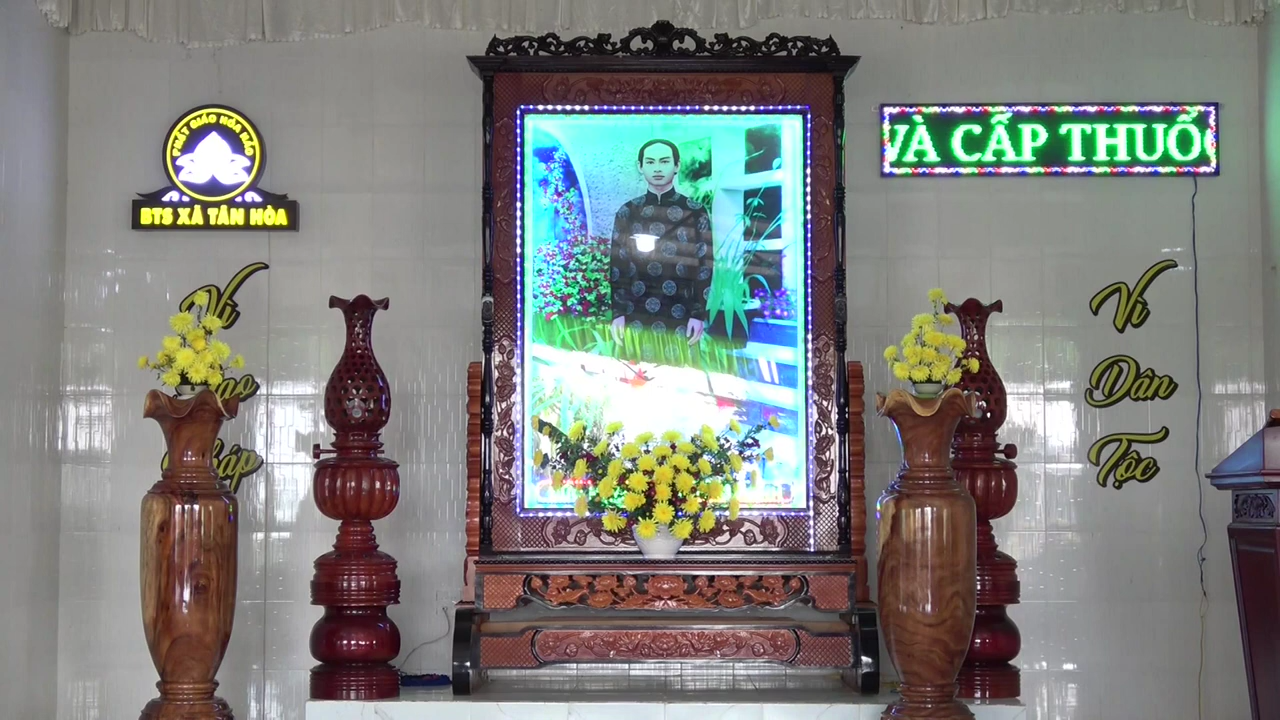 PHẬT GIÁO HÒA HẢO
BTS XÃ TÂN HÒA
VÀ CẤP THUỐ
Vì
Vì
Dân
Tộc